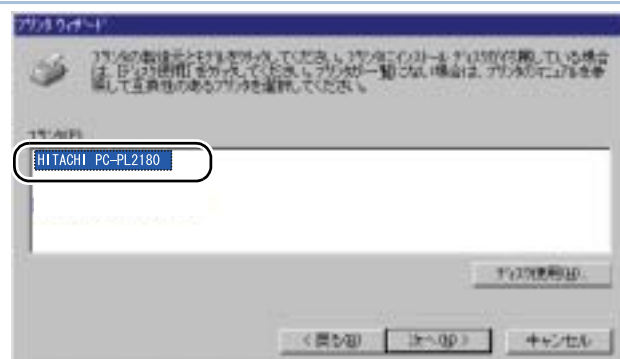 プリンタ ウィザード
プリンタの製造元とモデルをクリックしてください。プリンタにインストール ディスクが付属している場合
は、[ディスク使用] をクリックしてください。プリンタが一覧にない場合は、プリンタのマニュアルを参
照して互換性のあるプリンタを選択してください。
プリンタ(P):
HITACHI PC-PL2180
ディスク使用(H)...
< 戻る(B)
次へ(N) >
キャンセル